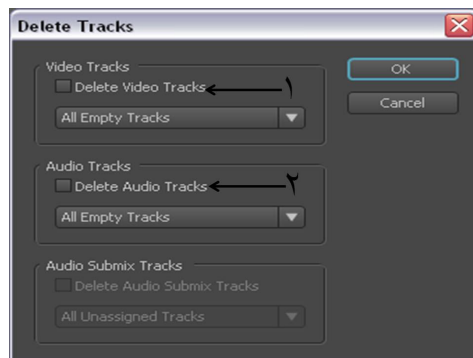 Delete Tracks
Video Tracks
Delete Video Tracks
١
All Empty Tracks
OK
Cancel
Audio Tracks
Delete Audio Tracks
٢
All Empty Tracks
Audio Submix Tracks
Delete Audio Submix Tracks
All Unassigned Tracks